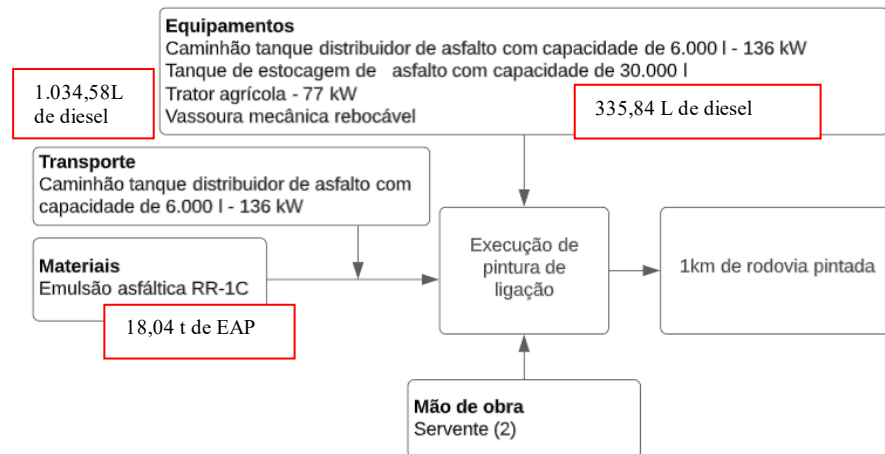 Equipamentos
Caminhão tanque distribuidor de asfalto com capacidade de 6.000 l - 136 kW
Tanque de estocagem de asfalto com capacidade de 30.000 l
Trator agrícola - 77 kW
Vassoura mecânica rebocável
335,84 L de diesel
1.034,58L
de diesel
Transporte
Caminhão tanque distribuidor de asfalto com
capacidade de 6.000 l - 136 kW
Materiais
Emulsão asfáltica RR-1C
18,04 t de EAP
Execução de
pintura de
ligação
1km de rodovia pintada
Mão de obra
Servente (2)